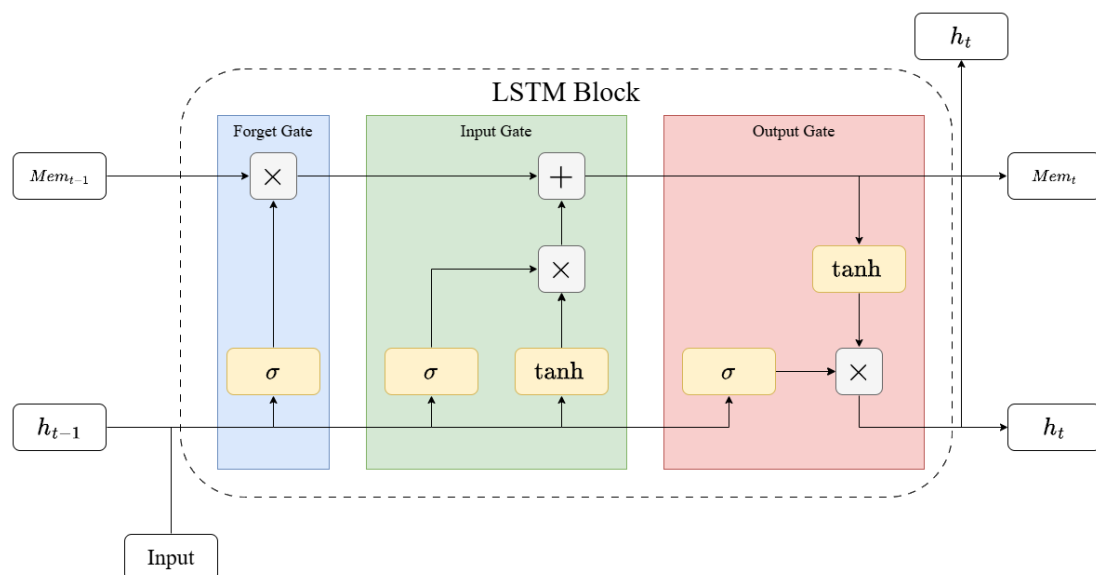 h_t
LSTM Block
Forget Gate
Input Gate
Output Gate
Mem_{t-1}
×
+
Mem_t
×
tanh
σ
σ
tanh
σ
×
h_{t-1}
h_t
Input